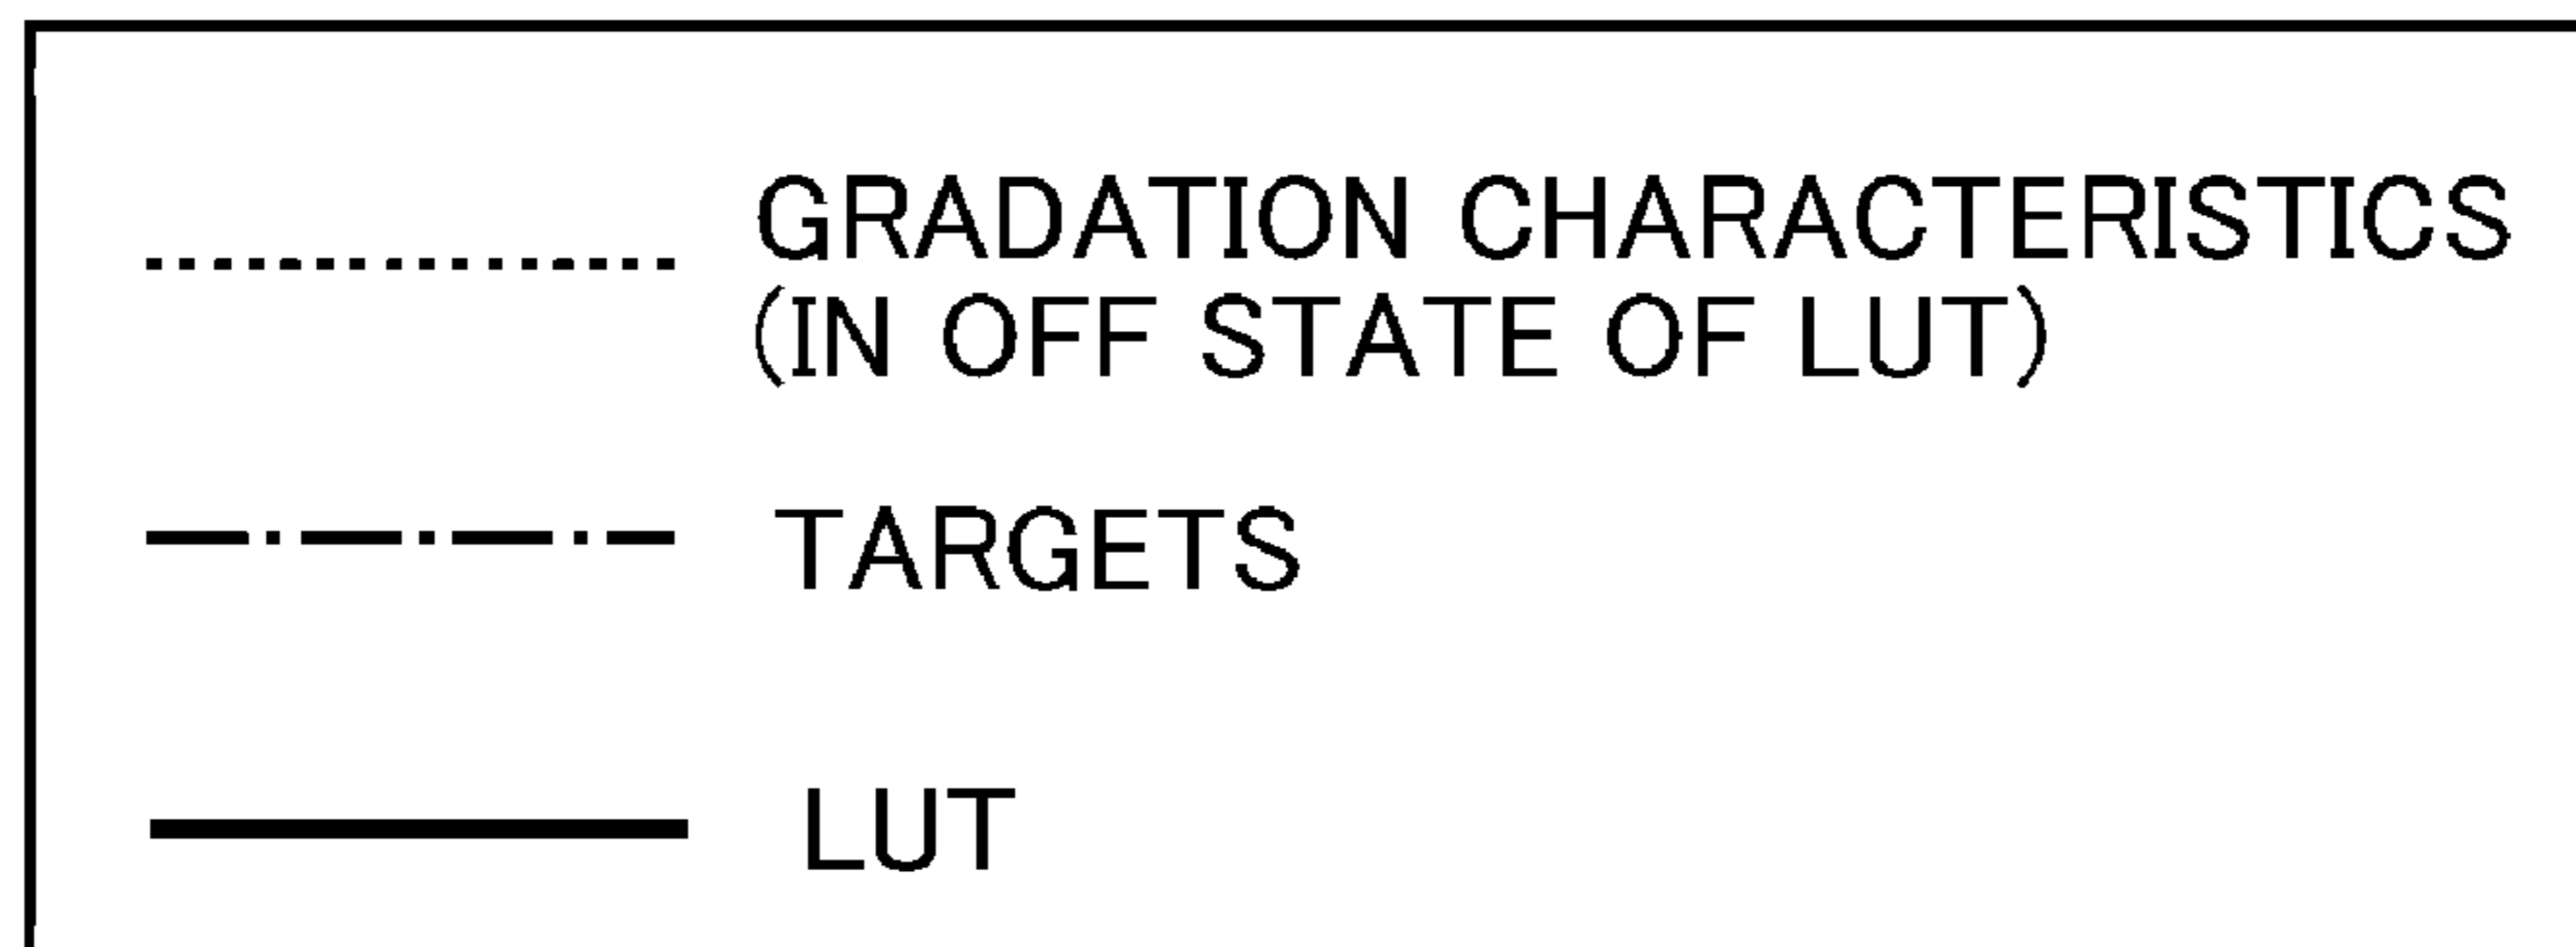 GRADATION CHARACTERISTICS
(IN OFF STATE OF LUT)
TARGETS
LUT